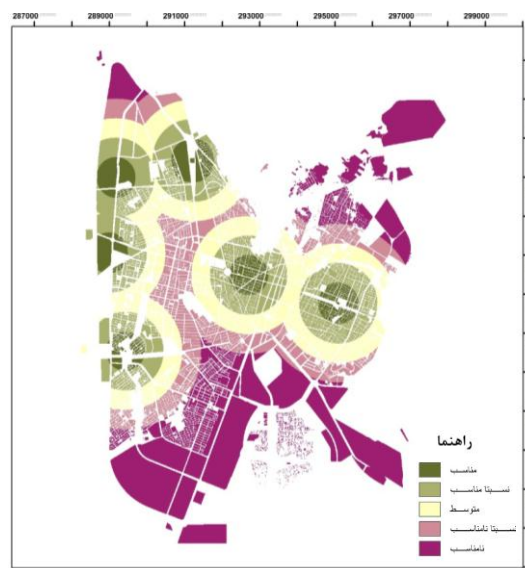 287000 289000 291000 293000 295000 297000 299000
راهنما
مناسب
نسبتا مناسب
متوسط
نسبتا نامناسب
نامناسب